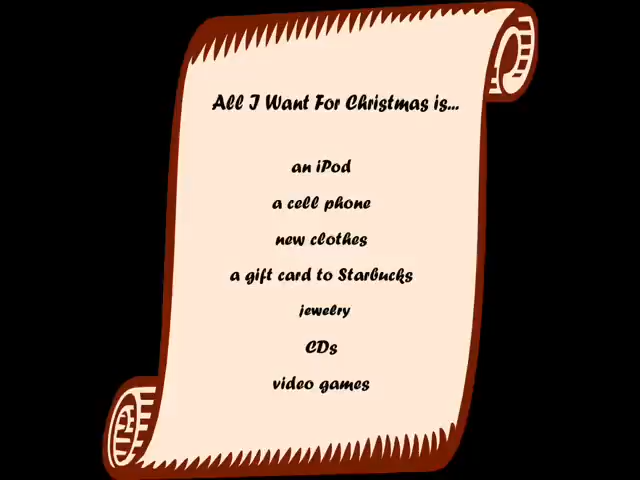 All I Want For Christmas is...
an iPod
a cell phone
new clothes
a gift card to Starbucks
jewelry
CDs
video games